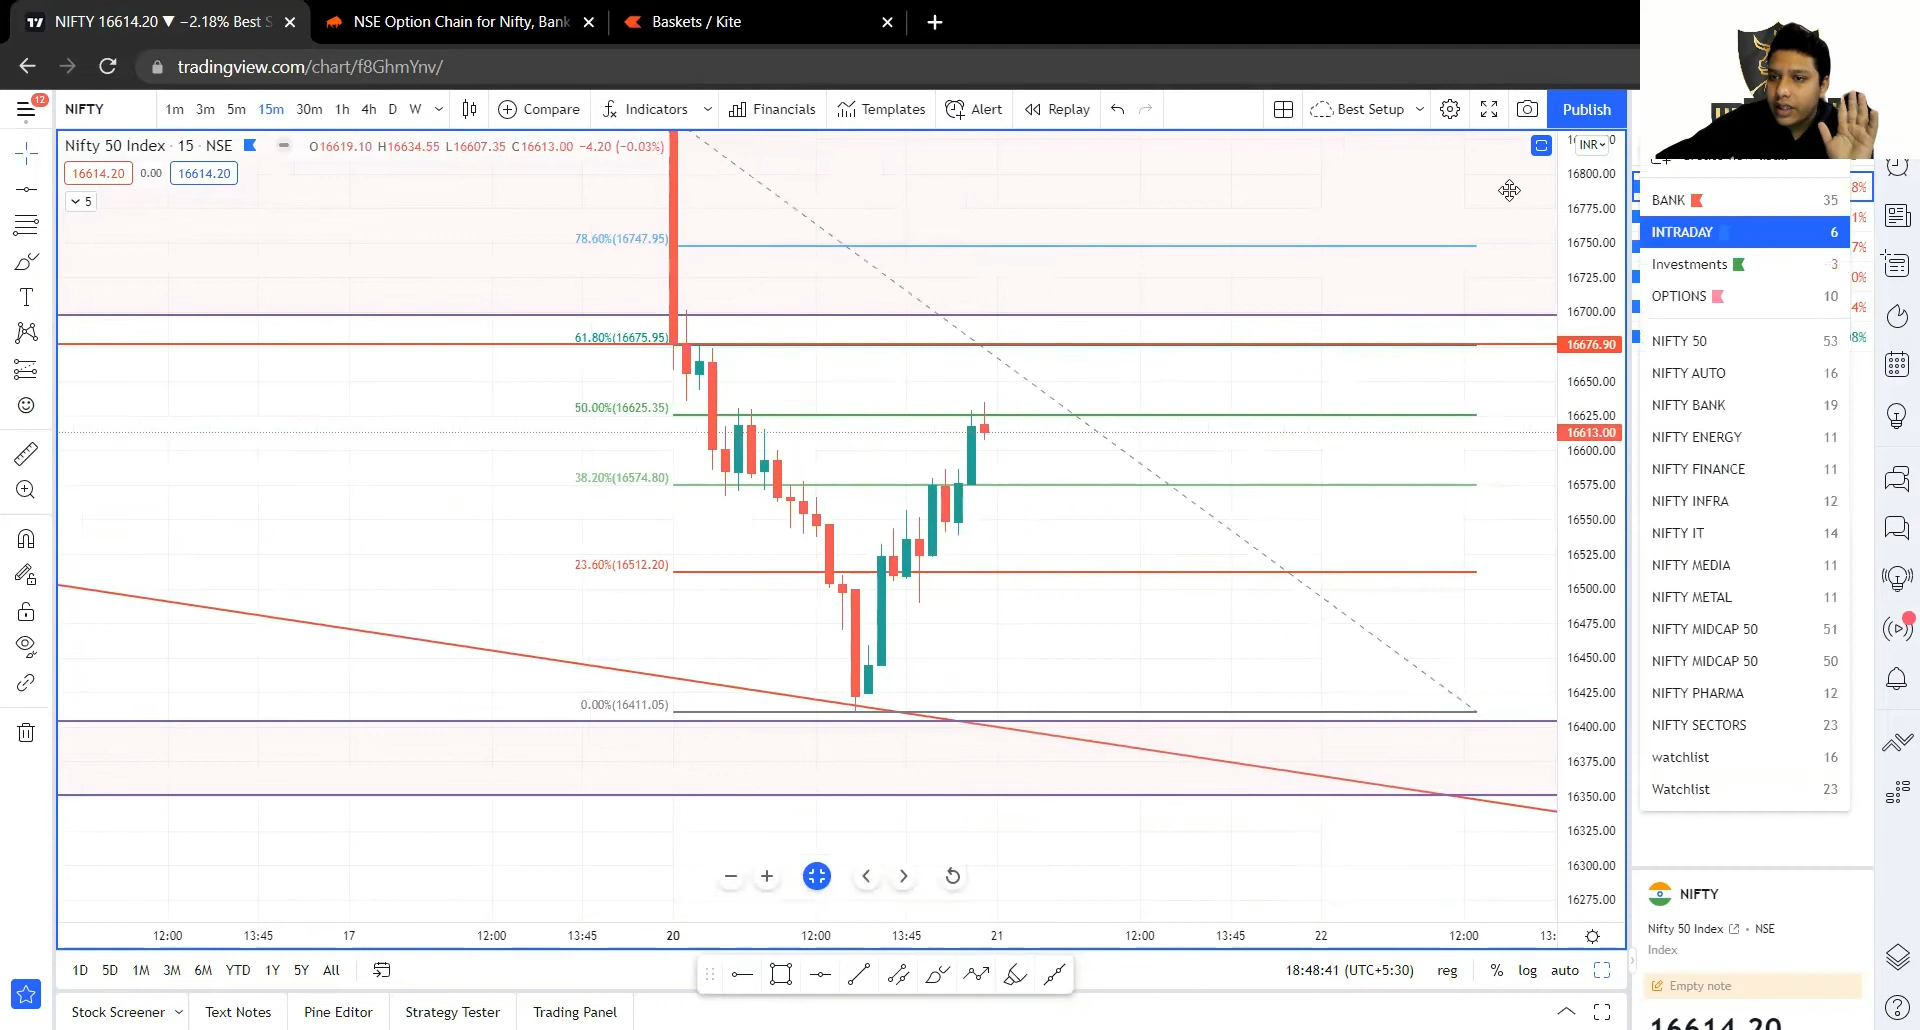 NIFTY 16614.20 ▼ −2.18% Best S
NSE Option Chain for Nifty, Bank
Baskets / Kite
tradingview.com/chart/f8GhmYnv/
12
NIFTY
1m 3m 5m 15m 30m 1h 4h D W
Compare
Indicators
Financials
Templates
Alert
Replay
Best Setup
Publish
Nifty 50 Index · 15 · NSE
O16619.10 H16634.55 L16607.35 C16613.00 −4.20 (−0.03%)
INR
16614.20 0.00 16614.20
5
16800.00
16775.00
16750.00
16725.00
16700.00
16676.90
16650.00
16625.00
16613.00
16600.00
16575.00
16550.00
16525.00
16500.00
16475.00
16450.00
16425.00
16400.00
16375.00
16350.00
16325.00
16300.00
16275.00
78.60%(16747.95)
61.80%(16675.95)
50.00%(16625.35)
38.20%(16574.80)
23.60%(16512.20)
0.00%(16411.05)
12:00 13:45 17 12:00 13:45 20 12:00 13:45 21 12:00 13:45 22 12:00 13:
1D 5D 1M 3M 6M YTD 1Y 5Y All
18:48:41 (UTC+5:30) reg % log auto
Stock Screener
Text Notes
Pine Editor
Strategy Tester
Trading Panel
BANK 35
INTRADAY 6
Investments 3
OPTIONS 10
NIFTY 50 53
NIFTY AUTO 16
NIFTY BANK 19
NIFTY ENERGY 11
NIFTY FINANCE 11
NIFTY INFRA 12
NIFTY IT 14
NIFTY MEDIA 11
NIFTY METAL 11
NIFTY MIDCAP 50 51
NIFTY MIDCAP 50 50
NIFTY PHARMA 12
NIFTY SECTORS 23
watchlist 16
Watchlist 23
8%
1%
7%
0%
4%
8%
NIFTY
Nifty 50 Index • NSE
Index
Empty note
16614.20